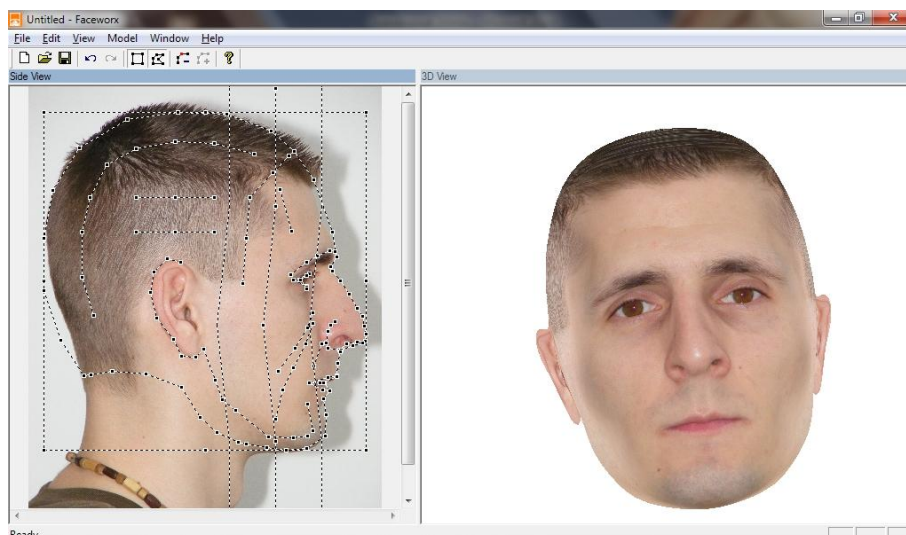 Untitled - Faceworx
File Edit View Model Window Help
Side View
3D View
Ready